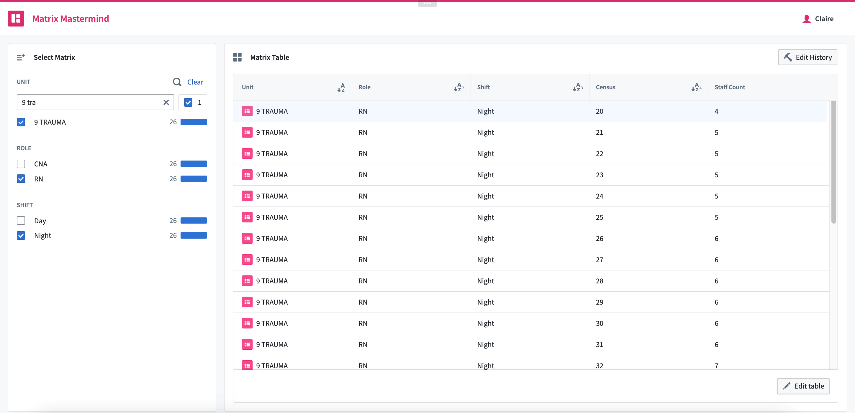 Matrix Mastermind
Claire
Select Matrix
UNIT
Clear
9 tra
1
9 TRAUMA 26
ROLE
CNA 26
RN 26
SHIFT
Day 26
Night 26
Matrix Table
Edit History
Unit Role Shift Census Staff Count
9 TRAUMA RN Night 20 4
9 TRAUMA RN Night 21 5
9 TRAUMA RN Night 22 5
9 TRAUMA RN Night 23 5
9 TRAUMA RN Night 24 5
9 TRAUMA RN Night 25 5
9 TRAUMA RN Night 26 6
9 TRAUMA RN Night 27 6
9 TRAUMA RN Night 28 6
9 TRAUMA RN Night 29 6
9 TRAUMA RN Night 30 6
9 TRAUMA RN Night 31 6
9 TRAUMA RN Night 32 7
Edit table